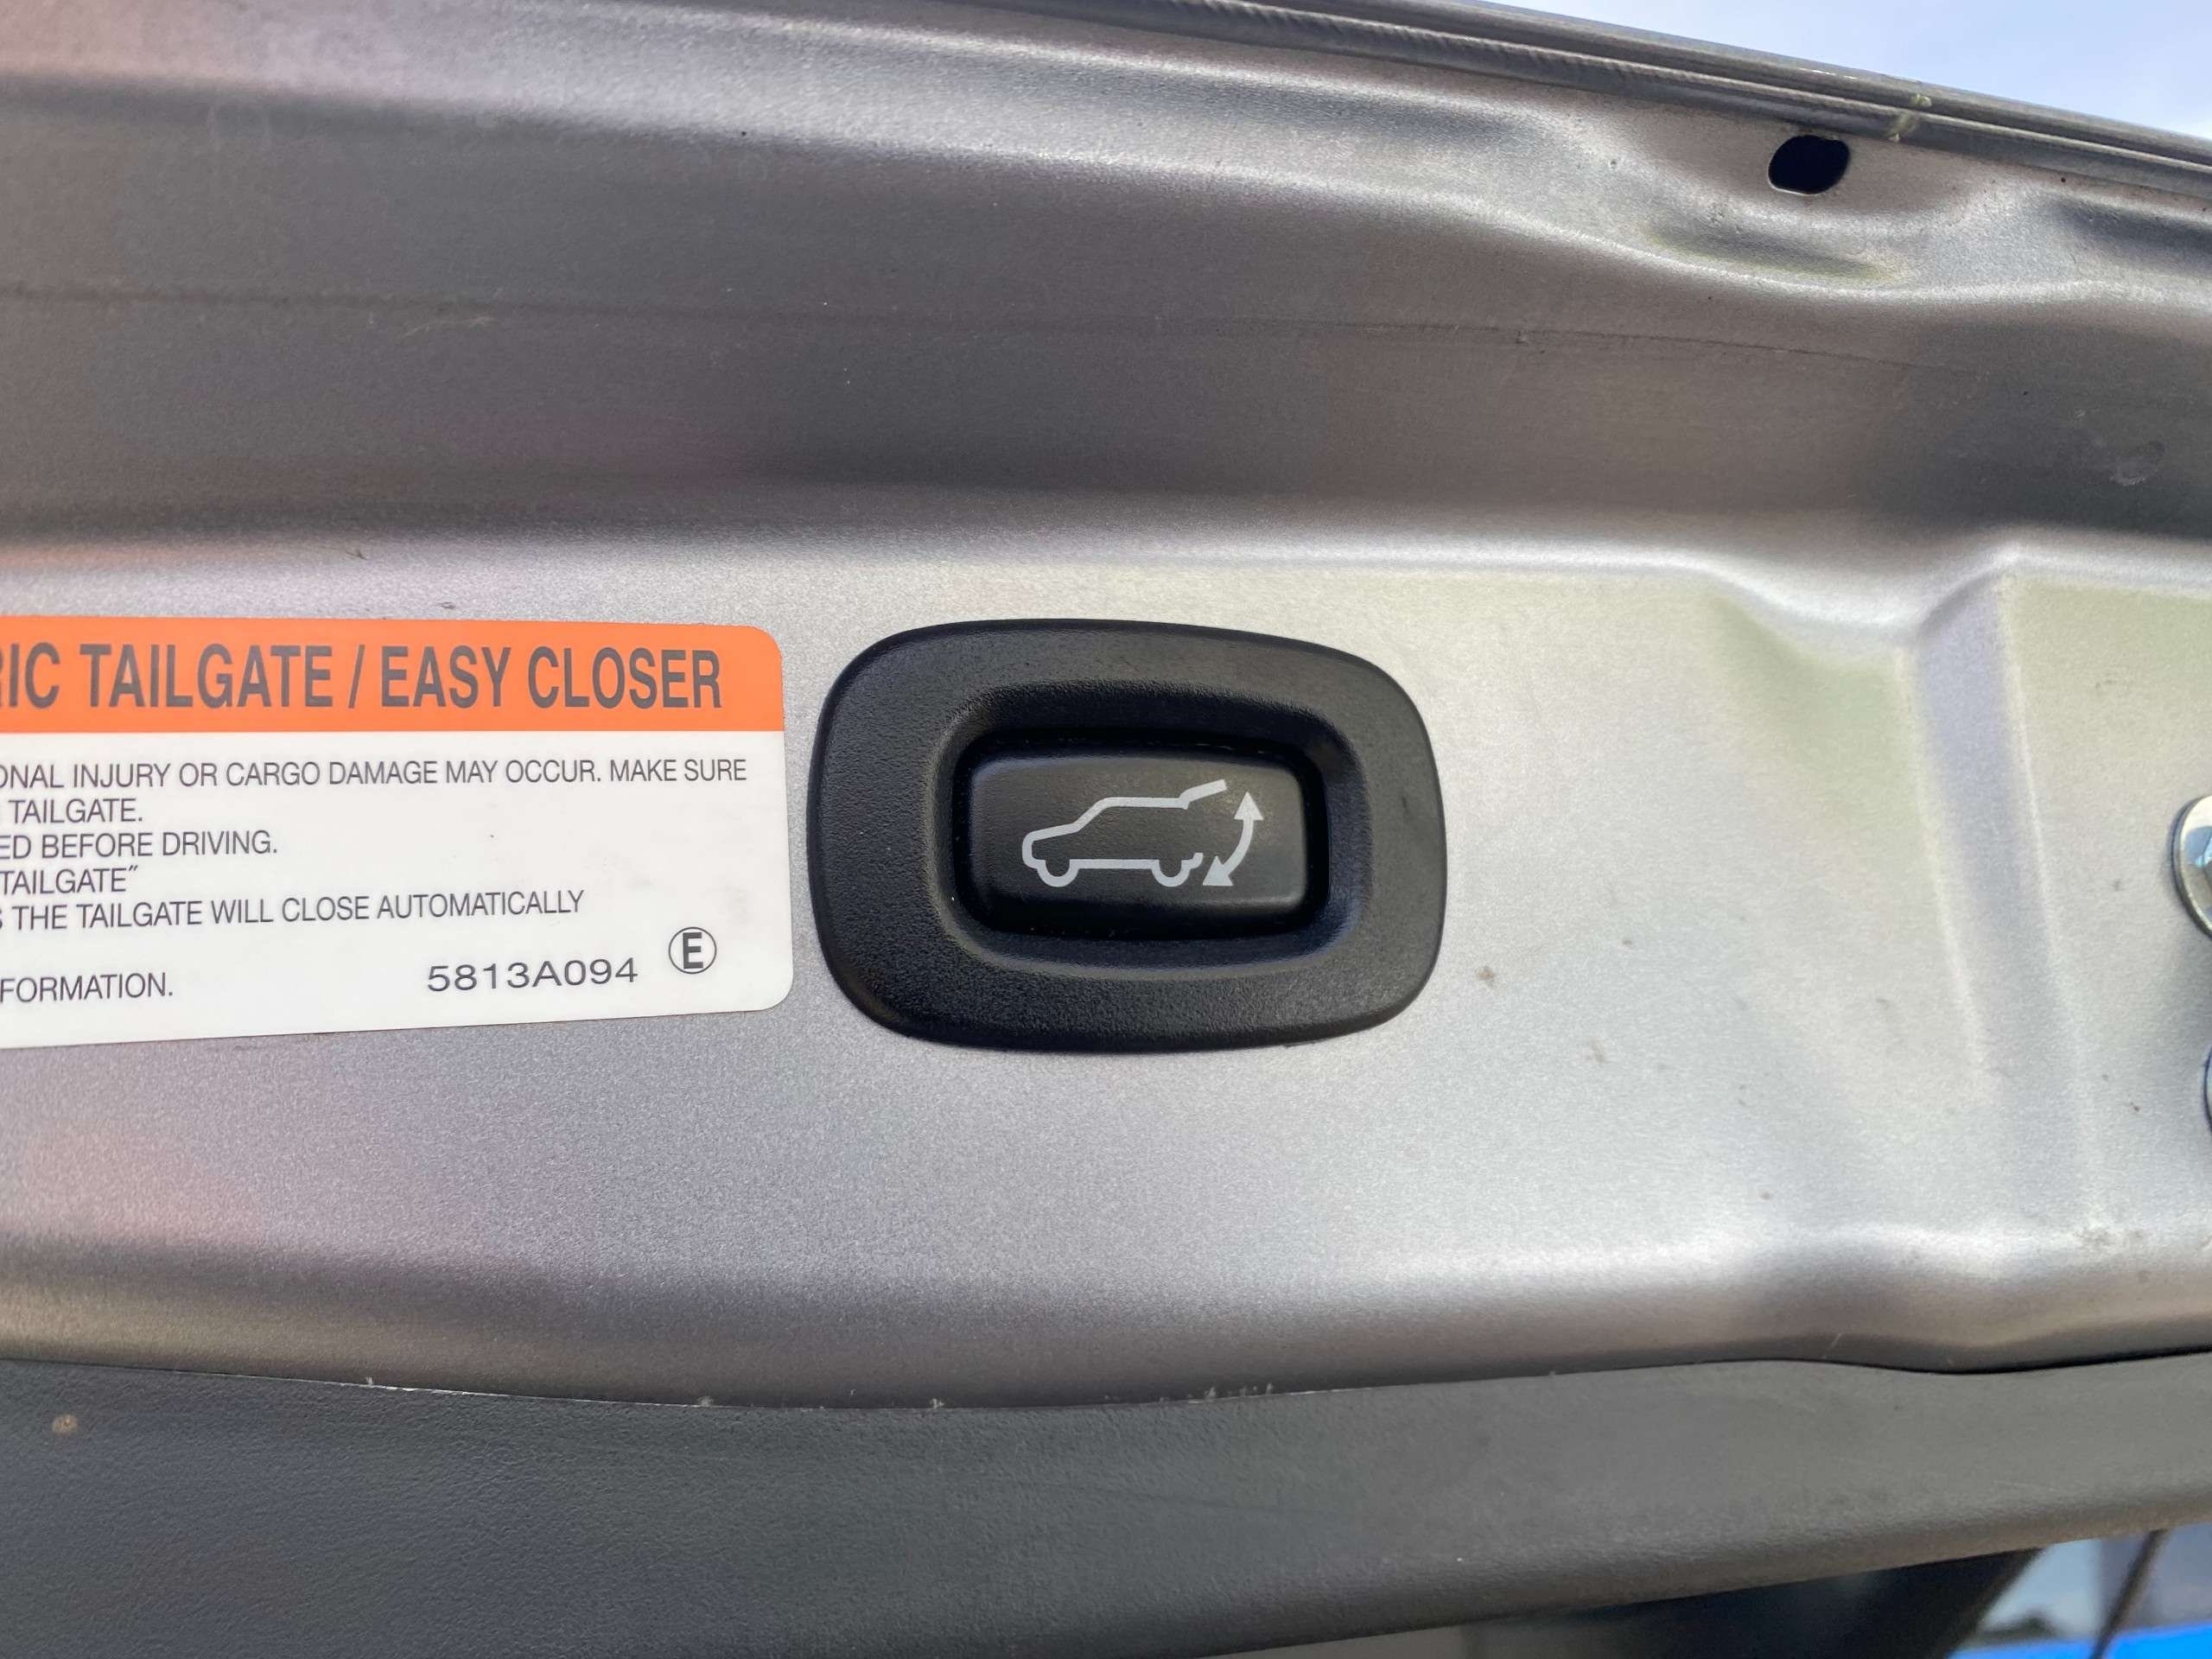 RIC TAILGATE / EASY CLOSER
ONAL INJURY OR CARGO DAMAGE MAY OCCUR. MAKE SURE
TAILGATE.
ED BEFORE DRIVING.
TAILGATE"
S THE TAILGATE WILL CLOSE AUTOMATICALLY
FORMATION.
5813A094 E